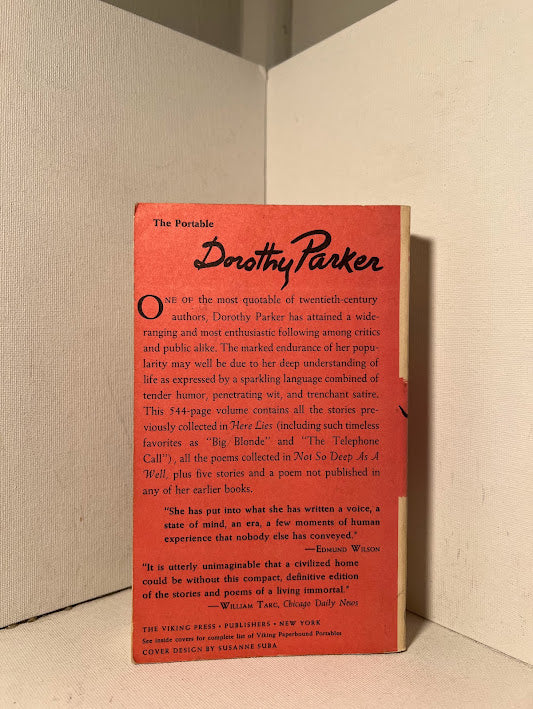 The Portable
Dorothy Parker
ONE OF the most quotable of twentieth-century
authors, Dorothy Parker has attained a wide-
ranging and most enthusiastic following among critics
and public alike. The marked endurance of her popu-
larity may well be due to her deep understanding of
life as expressed by a sparkling language combined of
tender humor, penetrating wit, and trenchant satire.
This 544-page volume contains all the stories pre-
viously collected in Here Lies (including such timeless
favorites as "Big Blonde" and "The Telephone
Call"), all the poems collected in Not So Deep As A
Well, plus five stories and a poem not published in
any of her earlier books.
"She has put into what she has written a voice, a
state of mind, an era, a few moments of human
experience that nobody else has conveyed."
—EDMUND WILSON
"It is utterly unimaginable that a civilized home
could be without this compact, definitive edition
of the stories and poems of a living immortal."
—WILLIAM TARG, Chicago Daily News
THE VIKING PRESS • PUBLISHERS • NEW YORK
See inside covers for complete list of Viking Paperbound Portables
COVER DESIGN BY SUSANNE SUBA